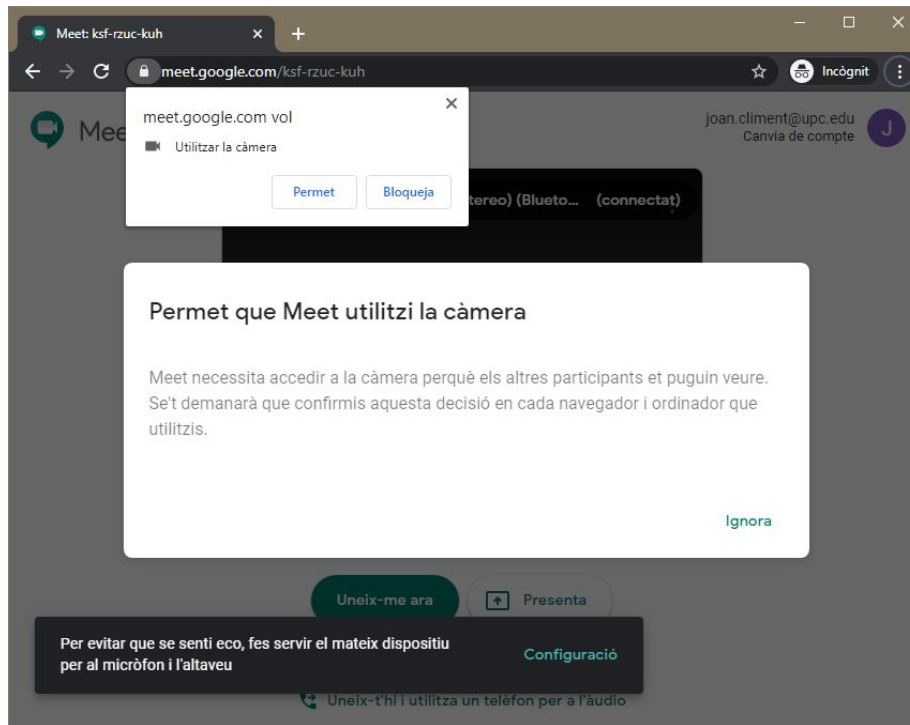 Meet: ksf-rzuc-kuh
meet.google.com/ksf-rzuc-kuh
Incògnit
meet.google.com vol
Utilitzar la càmera
Permet Bloqueja
Mee
joan.climent@upc.edu
Canvia de compte
J
(connectat)
Permet que Meet utilitzi la càmera
Meet necessita accedir a la càmera perquè els altres participants et puguin veure.
Se't demanarà que confirmis aquesta decisió en cada navegador i ordinador que
utilitzis.
Ignora
Uneix-me ara Presenta
Per evitar que se senti eco, fes servir el mateix dispositiu
per al micròfon i l'altaveu
Configuració
Uneix-t'hi i utilitza un telèfon per a l'àudio